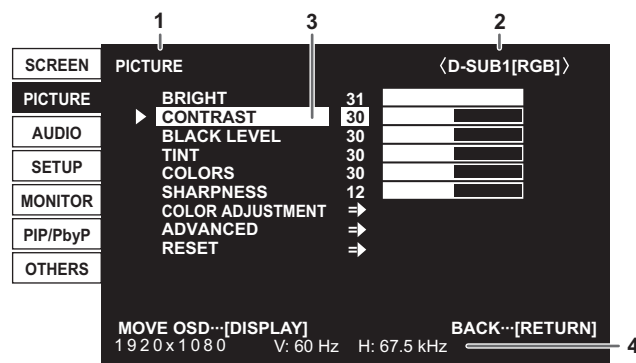 1 3 2
SCREEN PICTURE 〈D-SUB1[RGB]〉
PICTURE BRIGHT 31
CONTRAST 30
AUDIO BLACK LEVEL 30
TINT 30
SETUP COLORS 30
SHARPNESS 12
MONITOR COLOR ADJUSTMENT
PIP/PbyP ADVANCED
RESET
OTHERS
MOVE OSD···[DISPLAY] BACK···[RETURN]
1920x1080 V: 60 Hz H: 67.5 kHz 4